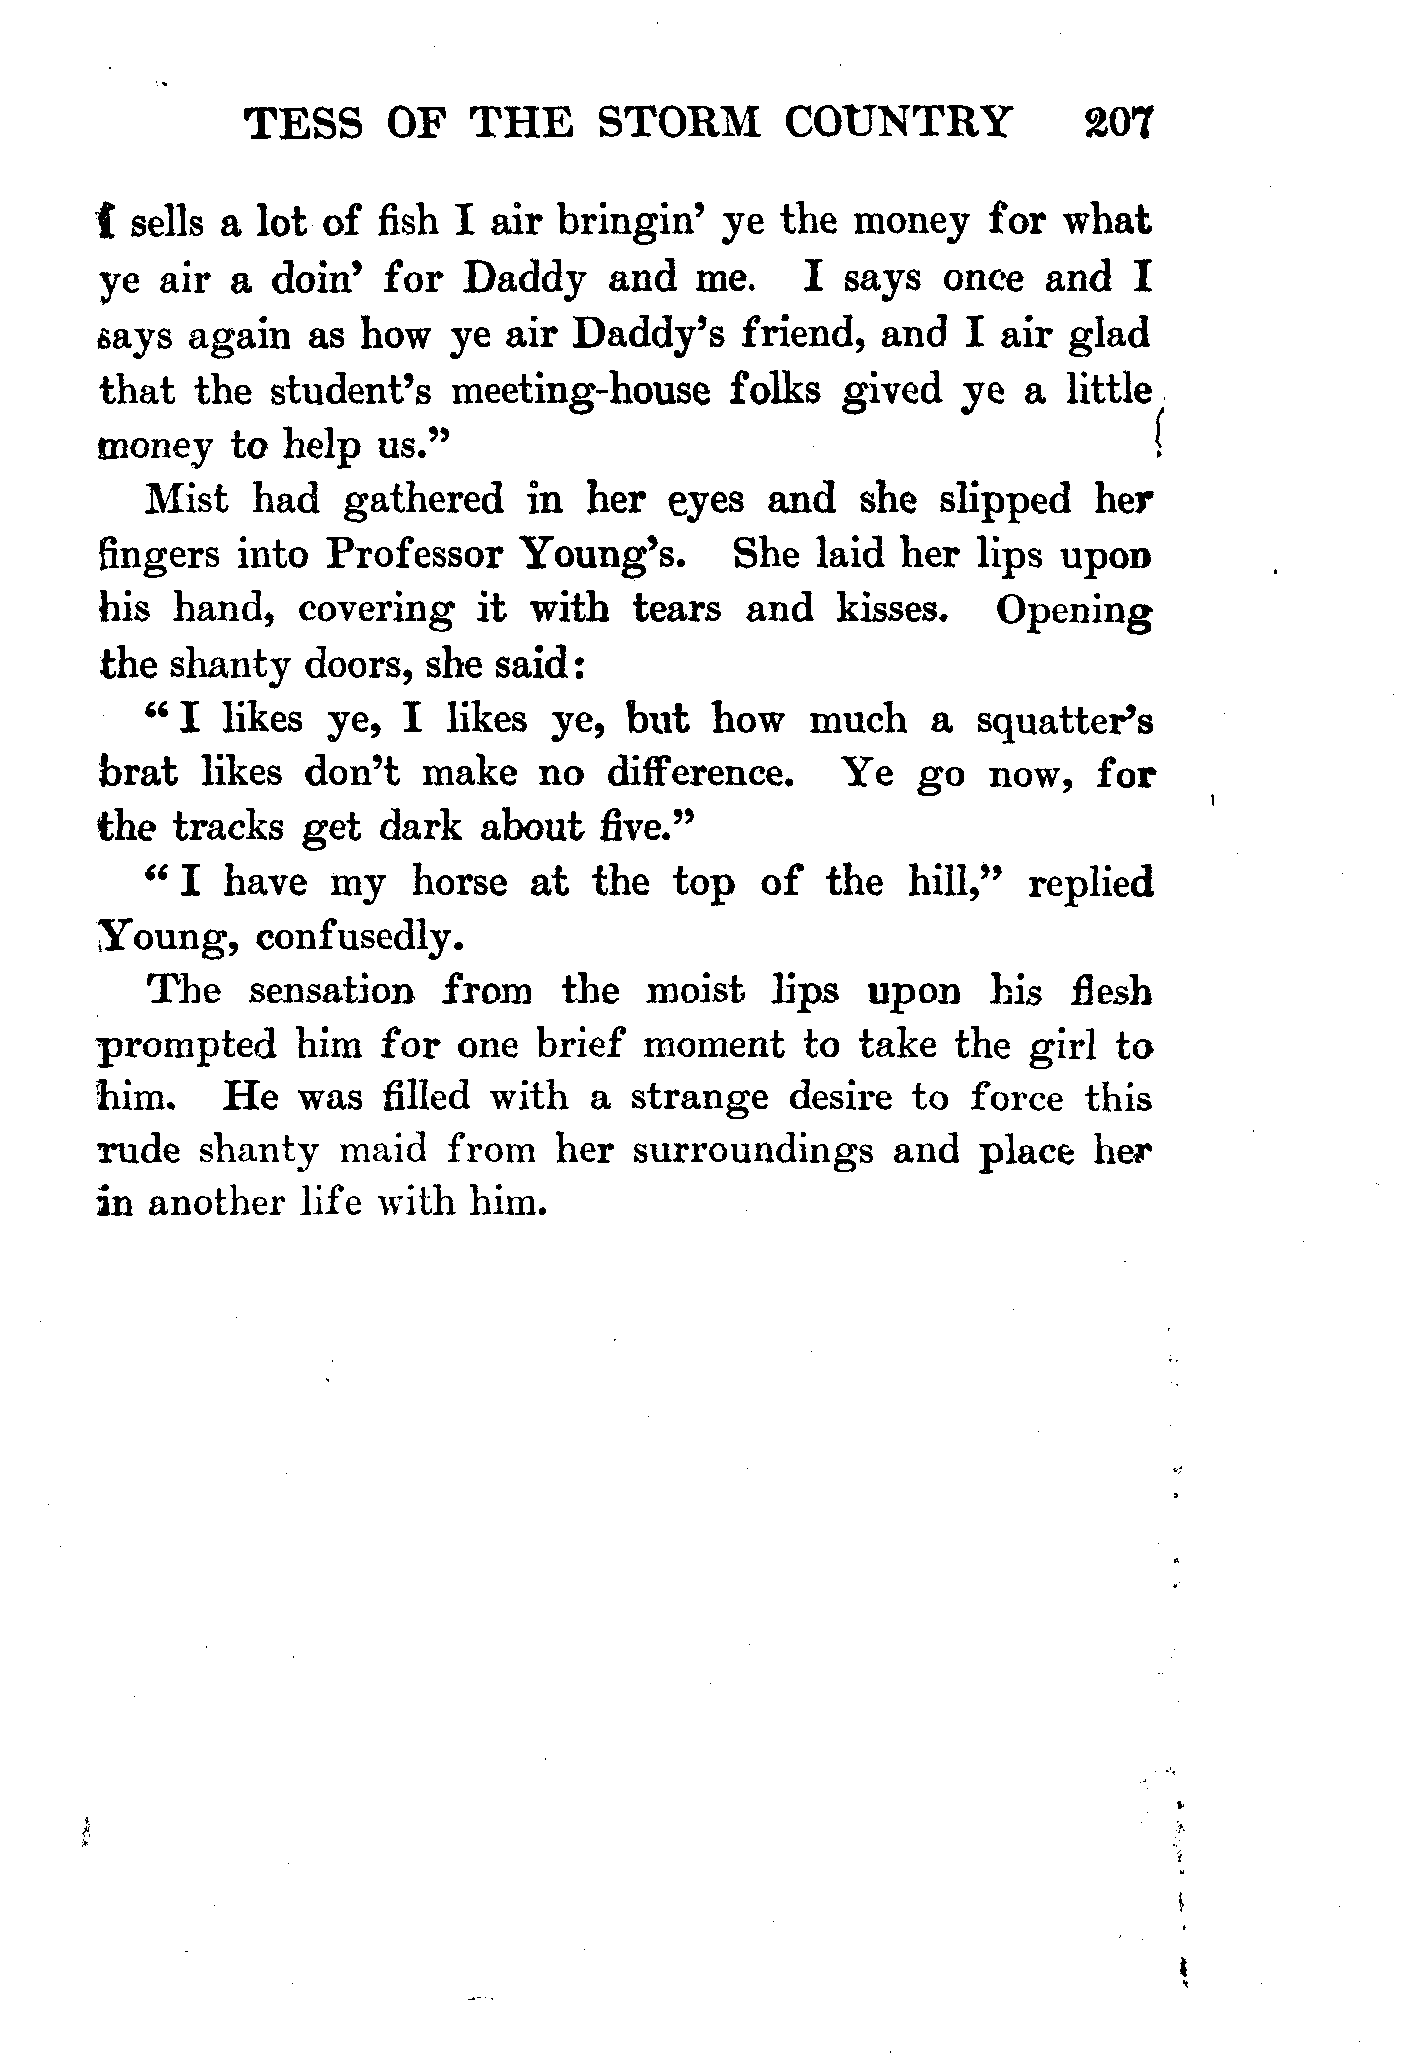 TESS OF THE STORM COUNTRY 207
I sells a lot of fish I air bringin' ye the money for what
ye air a doin' for Daddy and me. I says once and I
says again as how ye air Daddy's friend, and I air glad
that the student's meeting-house folks gived ye a little
money to help us."
Mist had gathered in her eyes and she slipped her
fingers into Professor Young's. She laid her lips upon
his hand, covering it with tears and kisses. Opening
the shanty doors, she said:
"I likes ye, I likes ye, but how much a squatter's
brat likes don't make no difference. Ye go now, for
the tracks get dark about five."
"I have my horse at the top of the hill," replied
Young, confusedly.
The sensation from the moist lips upon his flesh
prompted him for one brief moment to take the girl to
him. He was filled with a strange desire to force this
rude shanty maid from her surroundings and place her
in another life with him.